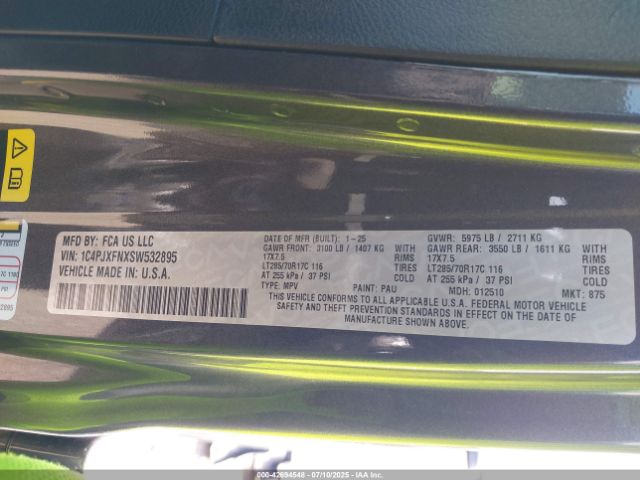 MFD BY: FCA US LLC
VIN: 1C4PJXFNXSW532895
VEHICLE MADE IN: U.S.A.
DATE OF MFR (BUILT): 1-25
GAWR FRONT: 3100 LB / 1407 KG WITH
17X7.5 RIMS
LT285/70R17C 116 TIRES
AT 255 kPa / 37 PSI COLD
TYPE: MPV PAINT: PAU
GVWR: 5975 LB / 2711 KG
GAWR REAR: 3550 LB / 1611 KG WITH
17X7.5 RIMS
LT285/70R17C 116 TIRES
AT 255 kPa / 37 PSI COLD
MDH: 012510 MKT: 875
THIS VEHICLE CONFORMS TO ALL APPLICABLE U.S.A. FEDERAL MOTOR VEHICLE
SAFETY AND THEFT PREVENTION STANDARDS IN EFFECT ON THE DATE OF
MANUFACTURE SHOWN ABOVE.
PSI
2895
000-42694548 - 07/10/2025 - IAAI Inc.